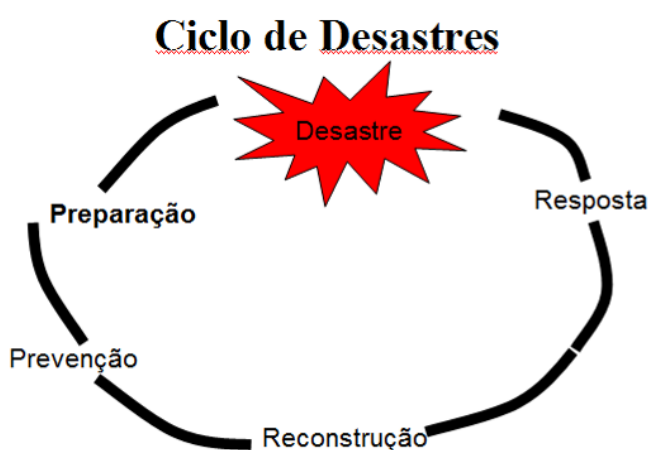 Ciclo de Desastres
Desastre
Resposta
Preparação
Prevenção
Reconstrução